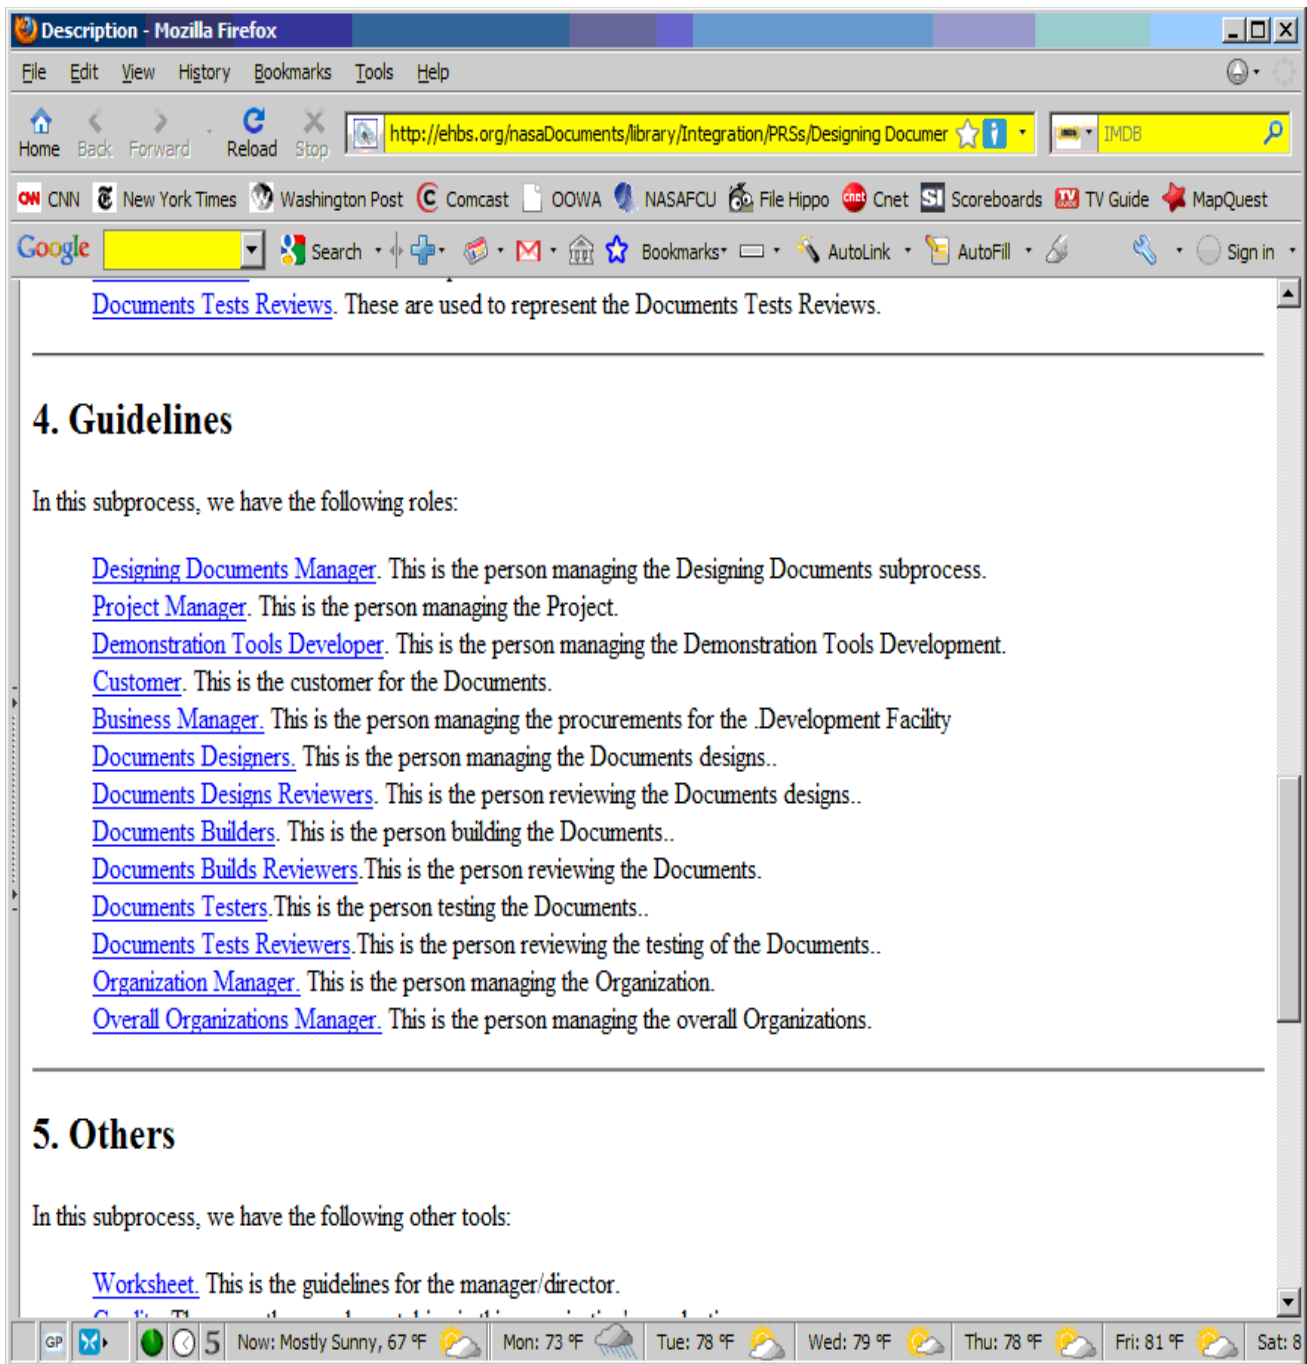 Description - Mozilla Firefox
File Edit View History Bookmarks Tools Help
Home Back Forward Reload Stop http://ehbs.org/nasaDocuments/library/Integration/PRSs/Designing Documer IMDB
CNN New York Times Washington Post Comcast OOWA NASAFCU File Hippo cnet Cnet SI Scoreboards TV GUIDE TV Guide MapQuest
Google Search Bookmarks AutoLink AutoFill Sign in
Documents Tests Reviews. These are used to represent the Documents Tests Reviews.
4. Guidelines
In this subprocess, we have the following roles:
Designing Documents Manager. This is the person managing the Designing Documents subprocess.
Project Manager. This is the person managing the Project.
Demonstration Tools Developer. This is the person managing the Demonstration Tools Development.
Customer. This is the customer for the Documents.
Business Manager. This is the person managing the procurements for the .Development Facility
Documents Designers. This is the person managing the Documents designs..
Documents Designs Reviewers. This is the person reviewing the Documents designs..
Documents Builders. This is the person building the Documents..
Documents Builds Reviewers.This is the person reviewing the Documents.
Documents Testers.This is the person testing the Documents..
Documents Tests Reviewers.This is the person reviewing the testing of the Documents..
Organization Manager. This is the person managing the Organization.
Overall Organizations Manager. This is the person managing the overall Organizations.
5. Others
In this subprocess, we have the following other tools:
Worksheet. This is the guidelines for the manager/director.
GP 5 Now: Mostly Sunny, 67 °F Mon: 73 °F Tue: 78 °F Wed: 79 °F Thu: 78 °F Fri: 81 °F Sat: 8